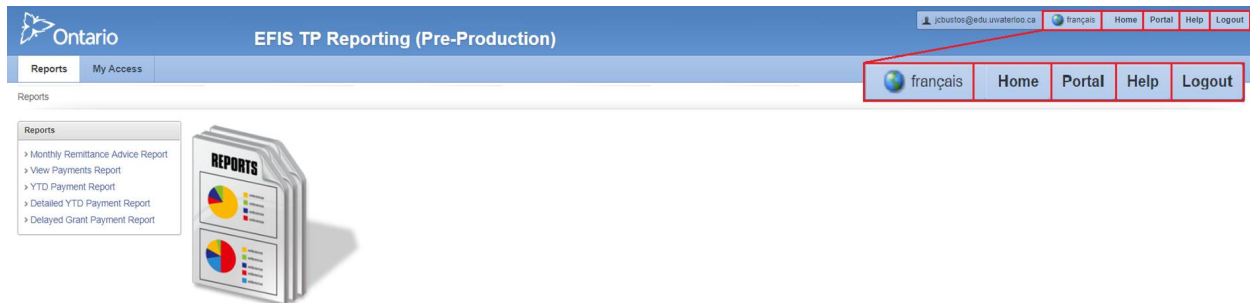 Ontario
EFIS TP Reporting (Pre-Production)
jcbustos@edu.uwaterloo.ca français Home Portal Help Logout
Reports My Access
français Home Portal Help Logout
Reports
Reports
› Monthly Remittance Advice Report
› View Payments Report
› YTD Payment Report
› Detailed YTD Payment Report
› Delayed Grant Payment Report
REPORTS